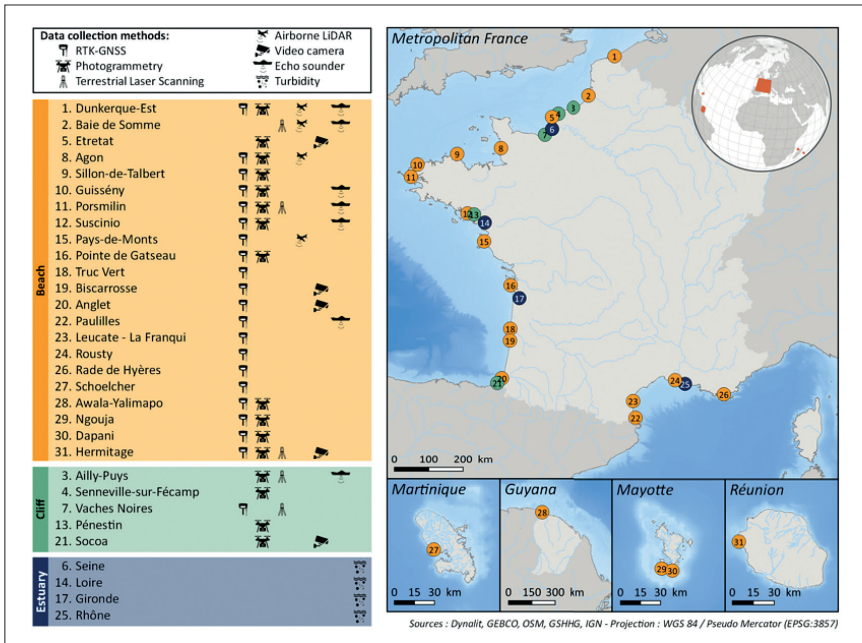 Data collection methods:
RTK-GNSS
Photogrammetry
Terrestrial Laser Scanning
Airborne LiDAR
Video camera
Echo sounder
Turbidity
Beach
1. Dunkerque-Est
2. Baie de Somme
5. Etretat
8. Agon
9. Sillon-de-Talbert
10. Guissény
11. Porsmilin
12. Suscinio
15. Pays-de-Monts
16. Pointe de Gatseau
18. Truc Vert
19. Biscarrosse
20. Anglet
22. Paulilles
23. Leucate - La Franqui
24. Rousty
26. Rade de Hyères
27. Schoelcher
28. Awala-Yalimapo
29. Ngouja
30. Dapani
31. Hermitage
Cliff
3. Ailly-Puys
4. Senneville-sur-Fécamp
7. Vaches Noires
13. Pénestin
21. Socoa
Estuary
6. Seine
14. Loire
17. Gironde
25. Rhône
Metropolitan France
1
2
3
4
5
6
7
8
9
10
11
12
13
14
15
16
17
18
19
20
21
24
25
26
23
22
0 100 200 km
Martinique
27
0 15 30 km
Guyana
28
0 150 300 km
Mayotte
29 30
0 15 30 km
Réunion
31
0 15 30 km
Sources : Dynalit, GEBCO, OSM, GSHHG, IGN - Projection : WGS 84 / Pseudo Mercator (EPSG:3857)